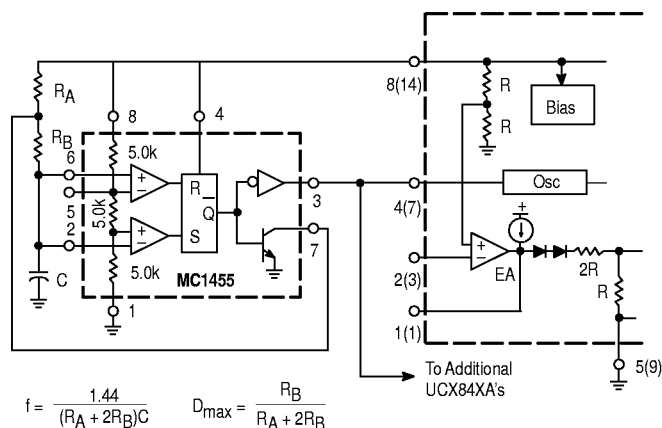 R_A
R_B
8
4
6
5
2
5.0k
5.0k
5.0k
R
Q
S
3
7
MC1455
C
1
8(14)
R
R
Bias
4(7)
Osc
+
2(3)
EA
2R
R
1(1)
5(9)
To Additional
UCX84XA's
f = 1.44 / (R_A + 2R_B)C
D_max = R_B / R_A + 2R_B